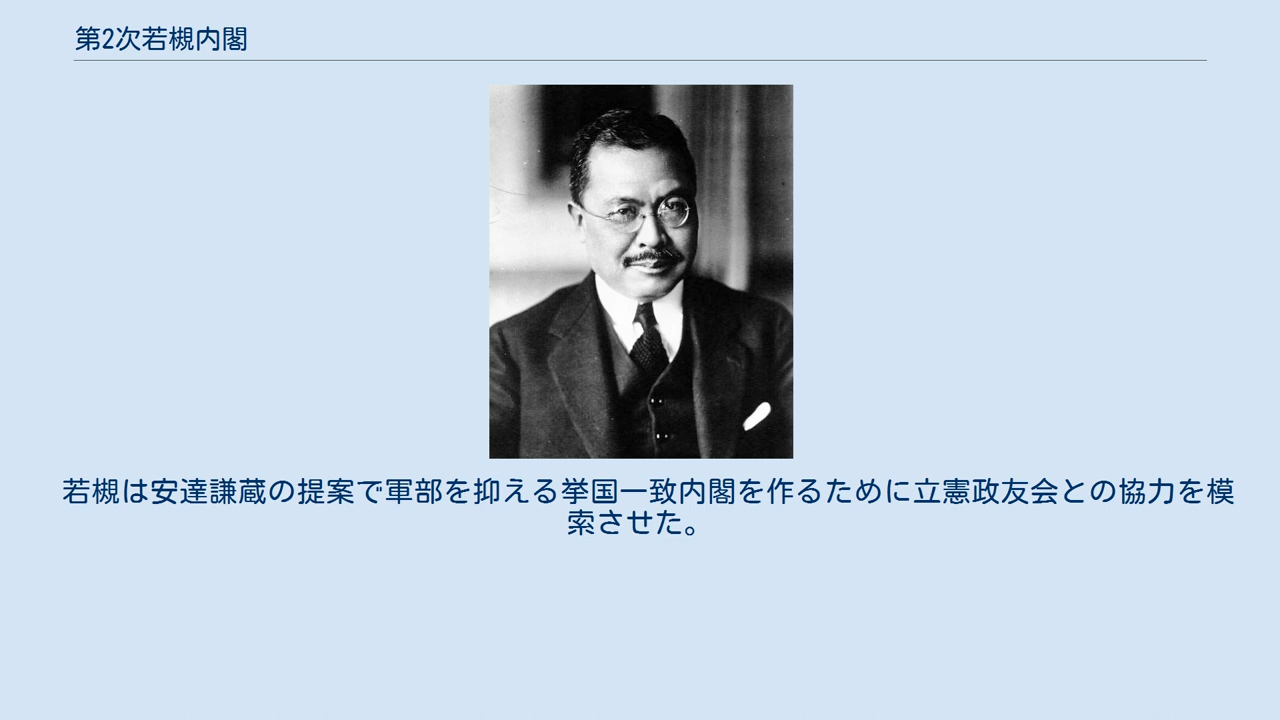 第2次若槻内閣
若槻は安達謙蔵の提案で軍部を抑える挙国一致内閣を作るために立憲政友会との協力を模
索させた。